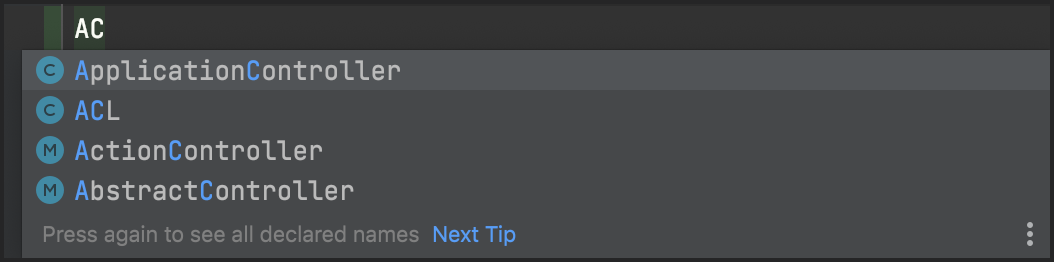 AC
C ApplicationController
C ACL
M ActionController
M AbstractController
Press again to see all declared names Next Tip